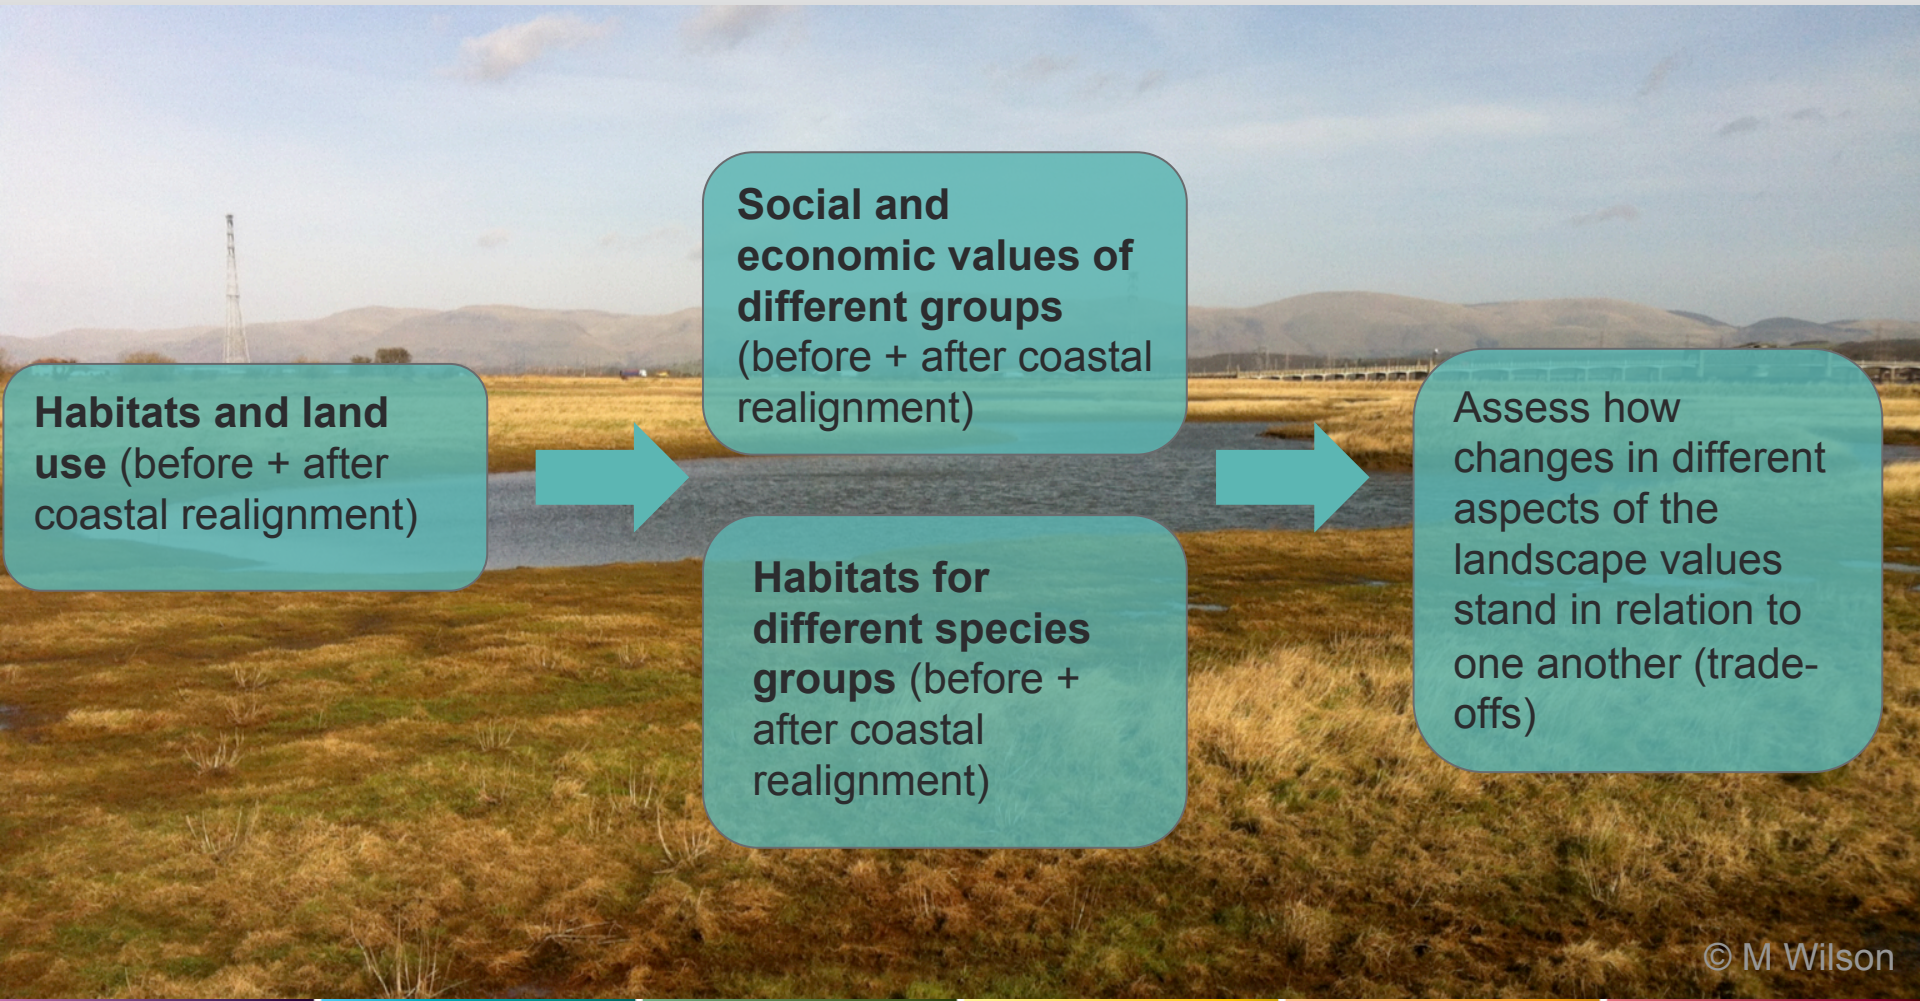 Habitats and land
use (before + after
coastal realignment)
Social and
economic values of
different groups
(before + after coastal
realignment)
Habitats for
different species
groups (before +
after coastal
realignment)
Assess how
changes in different
aspects of the
landscape values
stand in relation to
one another (trade-
offs)
© M Wilson